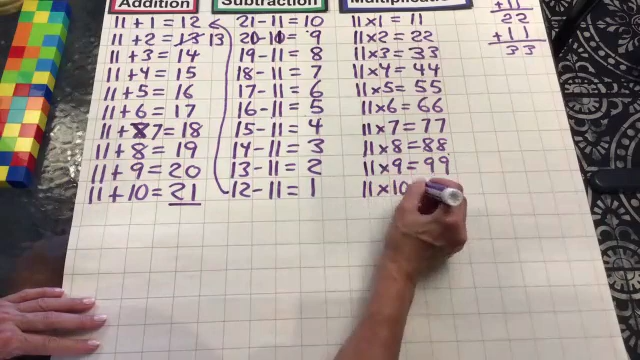 Addition
11 + 1 = 12
11 + 2 = 13 13
11 + 3 = 14
11 + 4 = 15
11 + 5 = 16
11 + 6 = 17
11 + 7 = 18
11 + 8 = 19
11 + 9 = 20
11 + 10 = 21
Subtraction
21 - 11 = 10
20 - 11 = 9
19 - 11 = 8
18 - 11 = 7
17 - 11 = 6
16 - 11 = 5
15 - 11 = 4
14 - 11 = 3
13 - 11 = 2
12 - 11 = 1
11 x 1 = 11
11 x 2 = 22
11 x 3 = 33
11 x 4 = 44
11 x 5 = 55
11 x 6 = 66
11 x 7 = 77
11 x 8 = 88
11 x 9 = 99
11 x 10
+ 11
22
+ 11
33